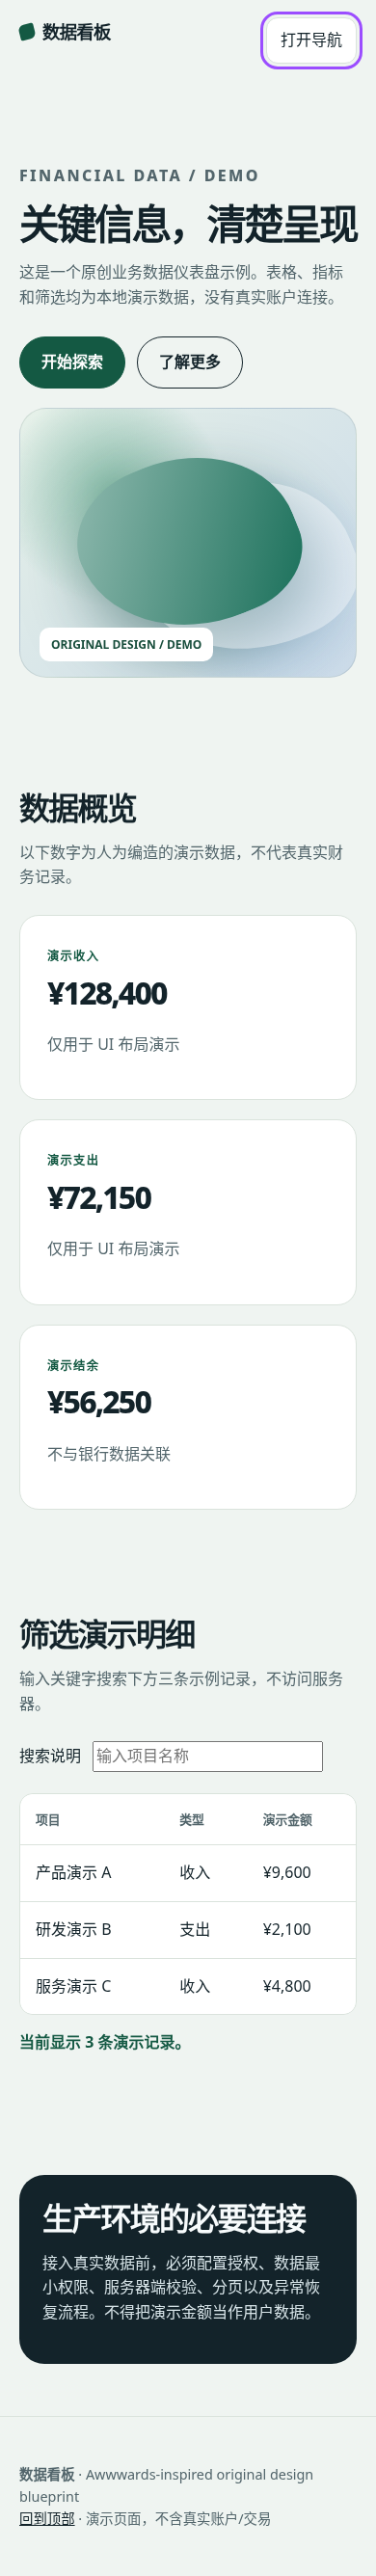 数据看板
打开导航
FINANCIAL DATA / DEMO
关键信息，清楚呈现
这是一个原创业务数据仪表盘示例。表格、指标
和筛选均为本地演示数据，没有真实账户连接。
开始探索
了解更多
ORIGINAL DESIGN / DEMO
数据概览
以下数字为人为编造的演示数据，不代表真实财
务记录。
演示收入
¥128,400
仅用于 UI 布局演示
演示支出
¥72,150
仅用于 UI 布局演示
演示结余
¥56,250
不与银行数据关联
筛选演示明细
输入关键字搜索下方三条示例记录，不访问服务
器。
搜索说明 输入项目名称
项目 类型 演示金额
产品演示 A 收入 ¥9,600
研发演示 B 支出 ¥2,100
服务演示 C 收入 ¥4,800
当前显示 3 条演示记录。
生产环境的必要连接
接入真实数据前，必须配置授权、数据最
小权限、服务器端校验、分页以及异常恢
复流程。不得把演示金额当作用户数据。
数据看板 · Awwwards-inspired original design
blueprint
回到顶部 · 演示页面，不含真实账户/交易